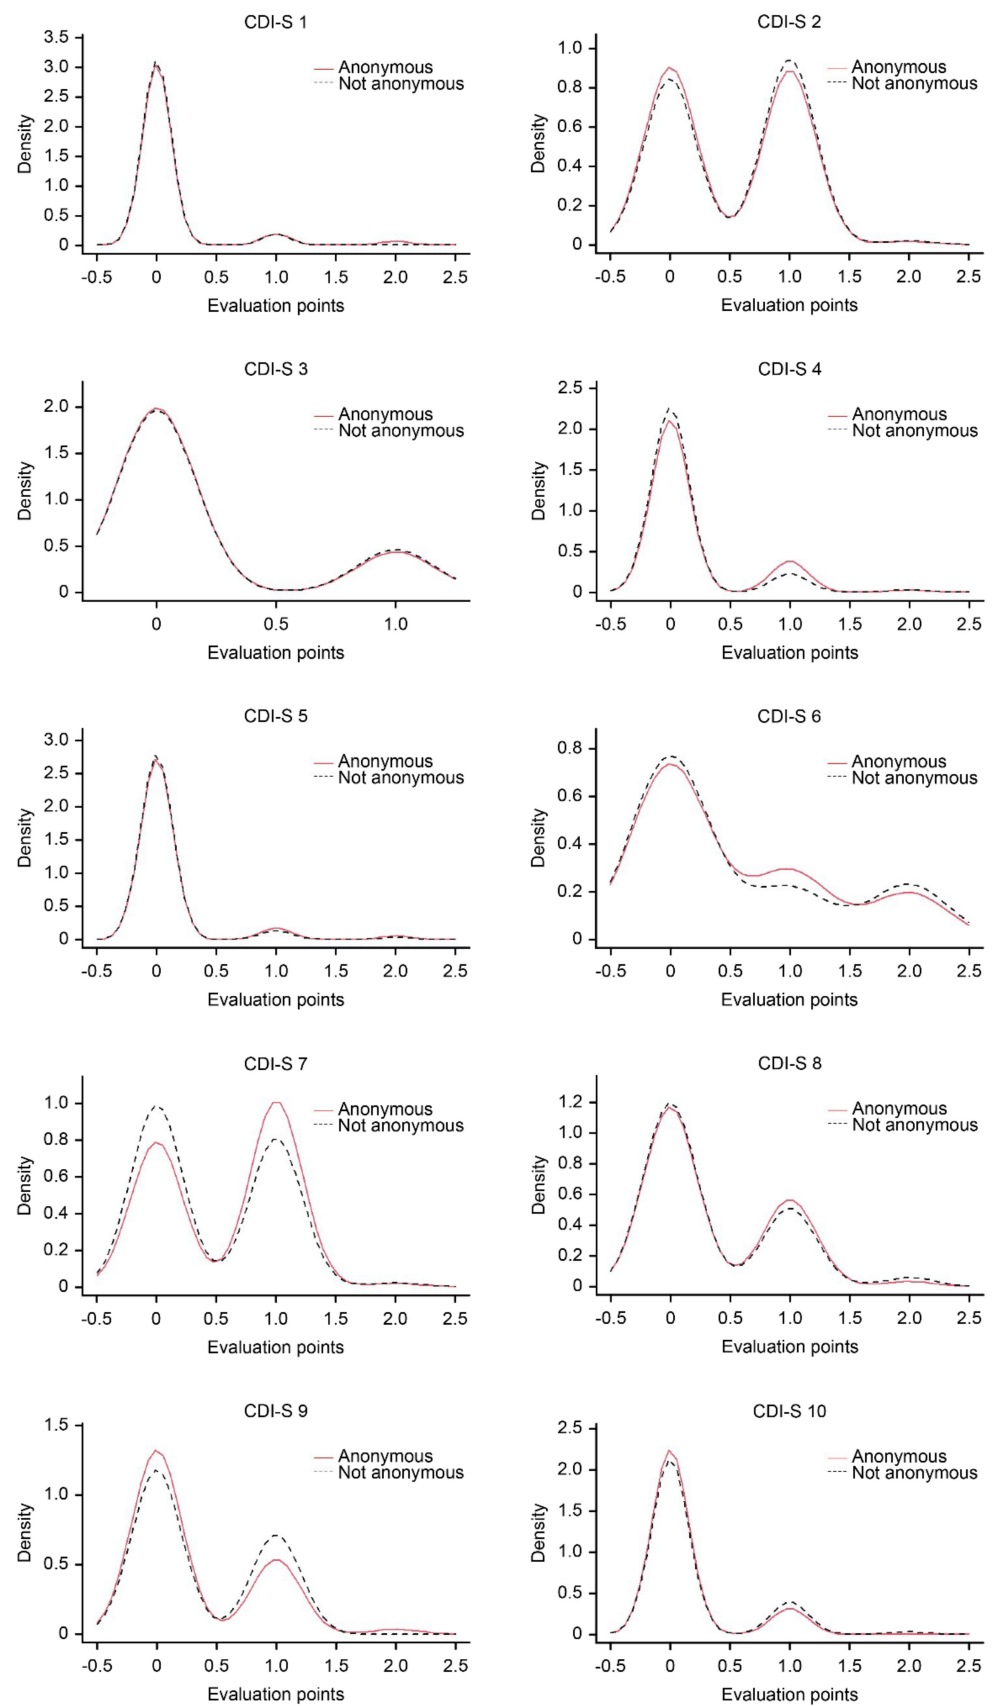 CDI-S 1
3.5
3.0
2.5
2.0
1.5
1.0
0.5
0
Density
Anonymous
Not anonymous
-0.5 0 0.5 1.0 1.5 2.0 2.5
Evaluation points
CDI-S 2
1.0
0.8
0.6
0.4
0.2
0
Density
Anonymous
Not anonymous
-0.5 0 0.5 1.0 1.5 2.0 2.5
Evaluation points
CDI-S 3
2.0
1.5
1.0
0.5
0
Density
Anonymous
Not anonymous
0 0.5 1.0
Evaluation points
CDI-S 4
2.5
2.0
1.5
1.0
0.5
0
Density
Anonymous
Not anonymous
-0.5 0 0.5 1.0 1.5 2.0 2.5
Evaluation points
CDI-S 5
3.0
2.5
2.0
1.5
1.0
0.5
0
Density
Anonymous
Not anonymous
-0.5 0 0.5 1.0 1.5 2.0 2.5
Evaluation points
CDI-S 6
0.8
0.6
0.4
0.2
0
Density
Anonymous
Not anonymous
-0.5 0 0.5 1.0 1.5 2.0 2.5
Evaluation points
CDI-S 7
1.0
0.8
0.6
0.4
0.2
0
Density
Anonymous
Not anonymous
-0.5 0 0.5 1.0 1.5 2.0 2.5
Evaluation points
CDI-S 8
1.2
1.0
0.8
0.6
0.4
0.2
0
Density
Anonymous
Not anonymous
-0.5 0 0.5 1.0 1.5 2.0 2.5
Evaluation points
CDI-S 9
1.5
1.0
0.5
0
Density
Anonymous
Not anonymous
-0.5 0 0.5 1.0 1.5 2.0 2.5
Evaluation points
CDI-S 10
2.5
2.0
1.5
1.0
0.5
0
Density
Anonymous
Not anonymous
-0.5 0 0.5 1.0 1.5 2.0 2.5
Evaluation points